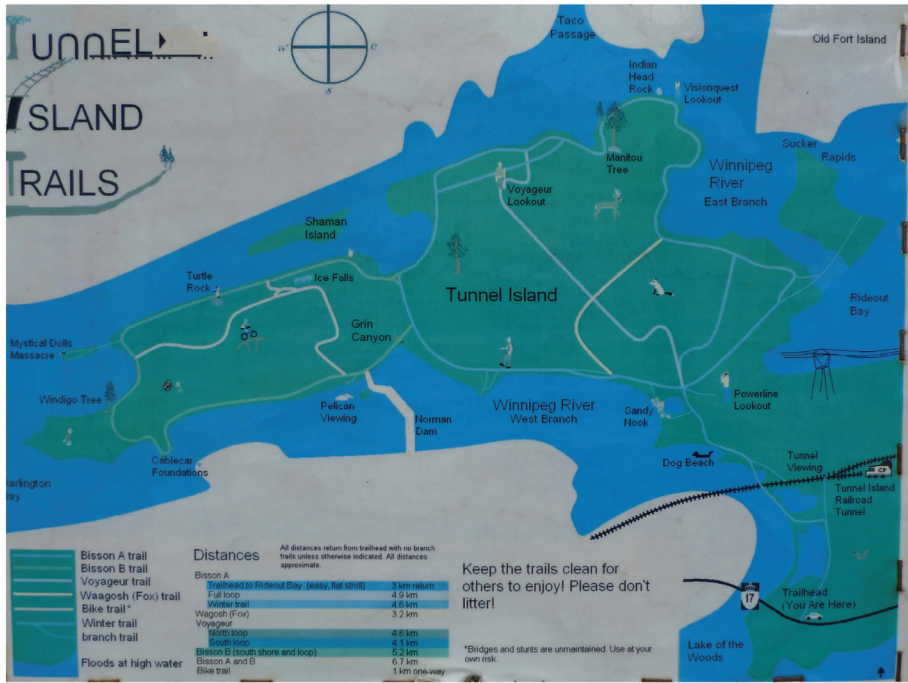 TUNNEL
ISLAND
TRAILS
w e
s
Taco
Passage
Old Fort Island
Indian
Head
Rock
Visionquest
Lookout
Sucker
Rapids
Manitou
Tree
Winnipeg
River
East Branch
Voyageur
Lookout
Shaman
Island
Turtle
Rock
Ice Falls
Tunnel Island
Rideout
Bay
Grin
Canyon
Mystical Dolls
Massacre
Windigo Tree
Pelican
Viewing
Norman
Dam
Winnipeg River
West Branch
Sandy
Nook
Powerline
Lookout
Cablecar
Foundations
Dog Beach
Tunnel
Viewing
CP
Tunnel Island
Railroad
Tunnel
17
Trailhead
(You Are Here)
Lake of the
Woods
Bisson A trail
Bisson B trail
Voyageur trail
Waagosh (Fox) trail
Bike trail*
Winter trail
branch trail
Floods at high water
Distances
All distances return from trailhead with no branch
trails unless otherwise indicated. All distances
approximate.
Bisson A
Trailhead to Rideout Bay (easy, flat stroll) 3 km return
Full loop 4.9 km
Winter trail 4.6 km
Wagosh (Fox) 3.2 km
Voyageur
North loop 4.6 km
South loop 4.1 km
Bisson B (south shore and loop) 5.2 km
Bisson A and B 6.7 km
Bike trail 1 km one-way
Keep the trails clean for
others to enjoy! Please don't
litter!
*Bridges and stunts are unmaintained. Use at your
own risk.